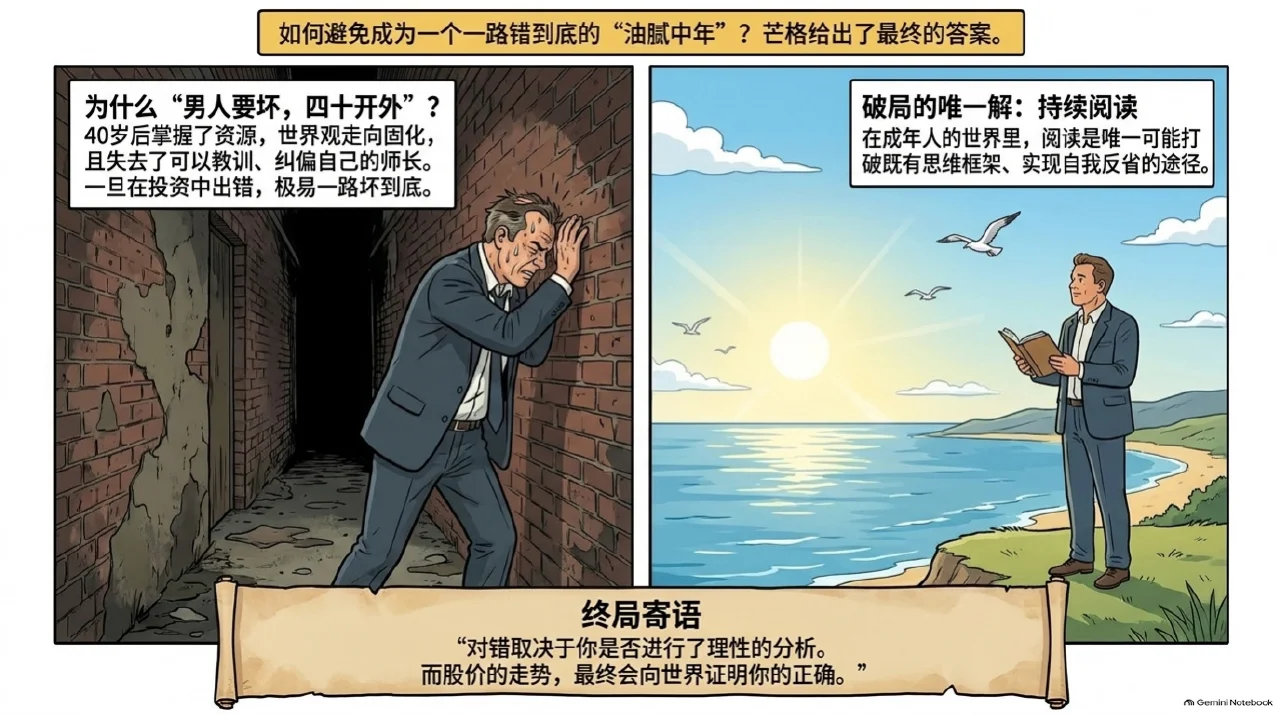 如何避免成为一个一路错到底的“油腻中年”？芒格给出了最终的答案。
为什么“男人要坏，四十开外”？
40岁后掌握了资源，世界观走向固化，
且失去了可以教训、纠偏自己的师长。
一旦在投资中出错，极易一路坏到底。
破局的唯一解：持续阅读
在成年人的世界里，阅读是唯一可能打
破既有思维框架、实现自我反省的途径。
终局寄语
“对错取决于你是否进行了理性的分析。
而股价的走势，最终会向世界证明你的正确。”
Gemini Notebook